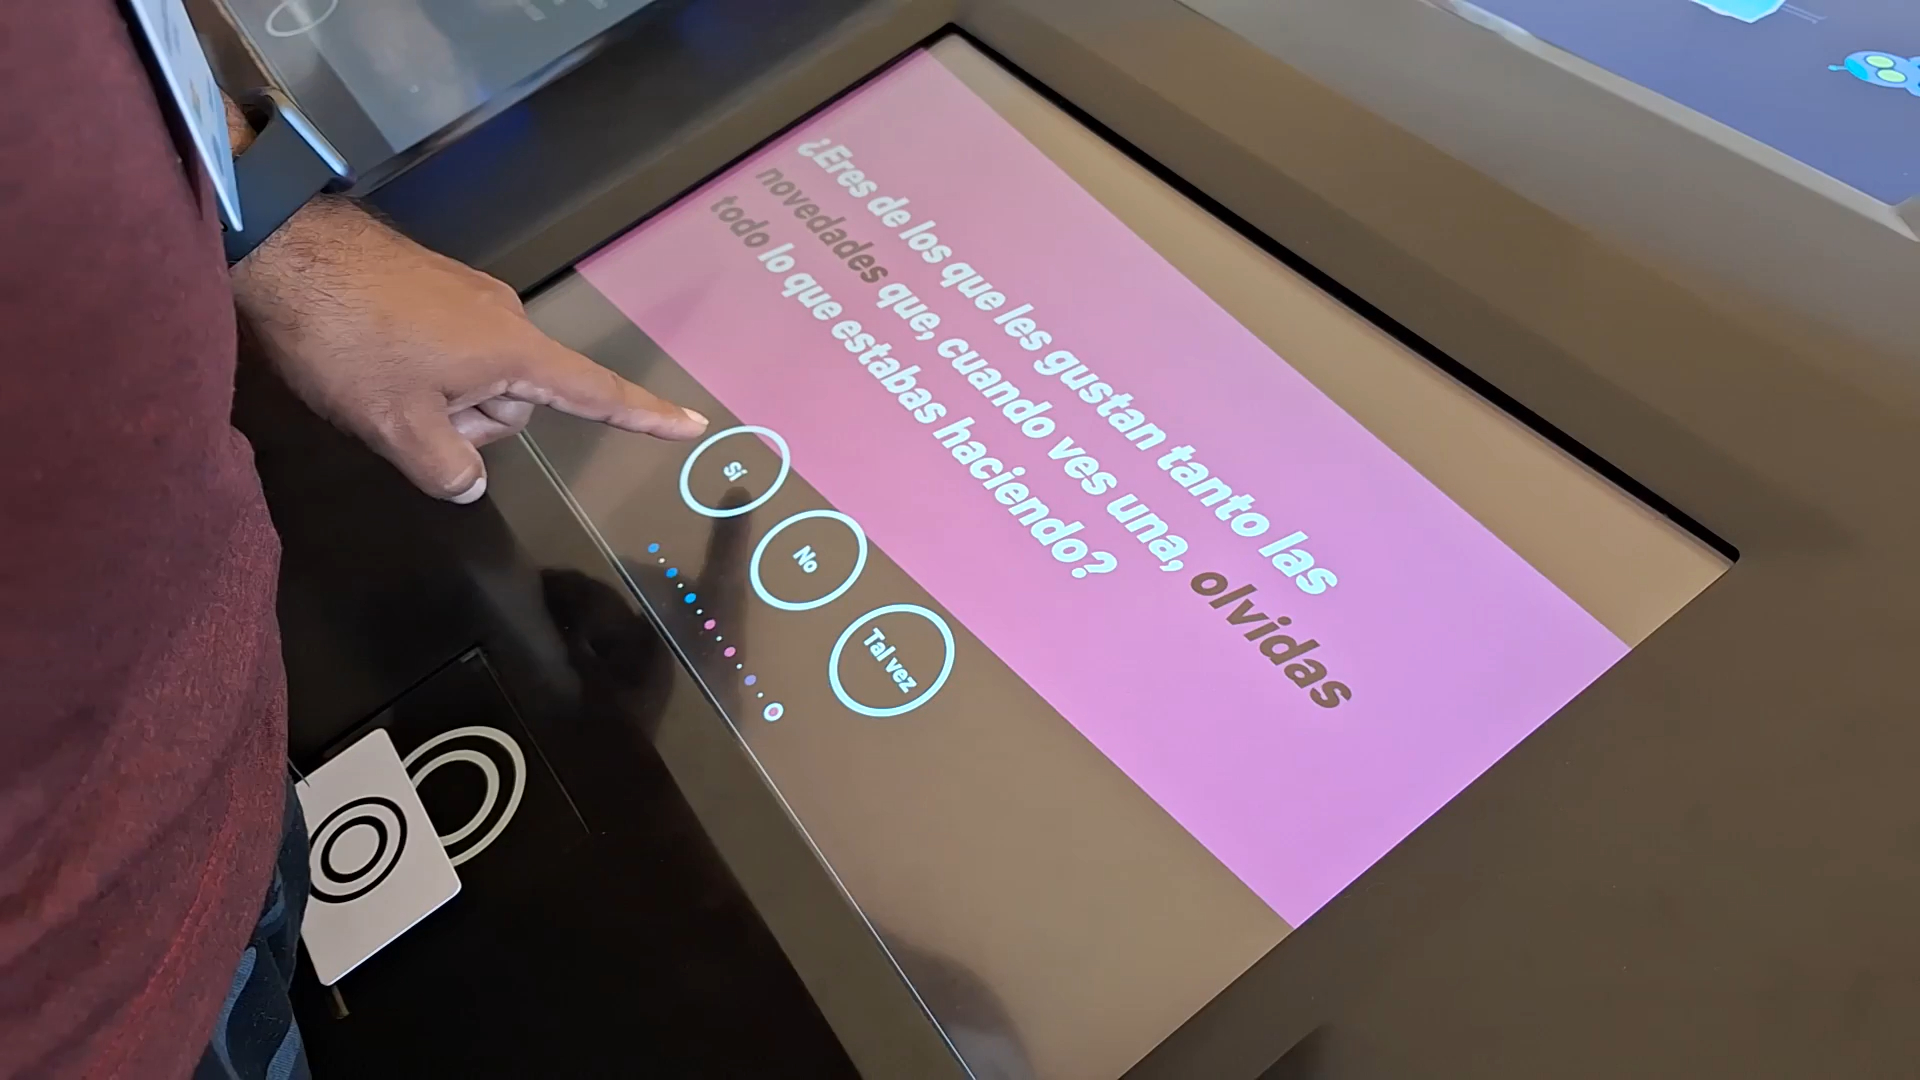 ¿Eres de los que les gustan tanto las
novedades que, cuando ves una, olvidas
todo lo que estabas haciendo?
Sí
No
Tal vez